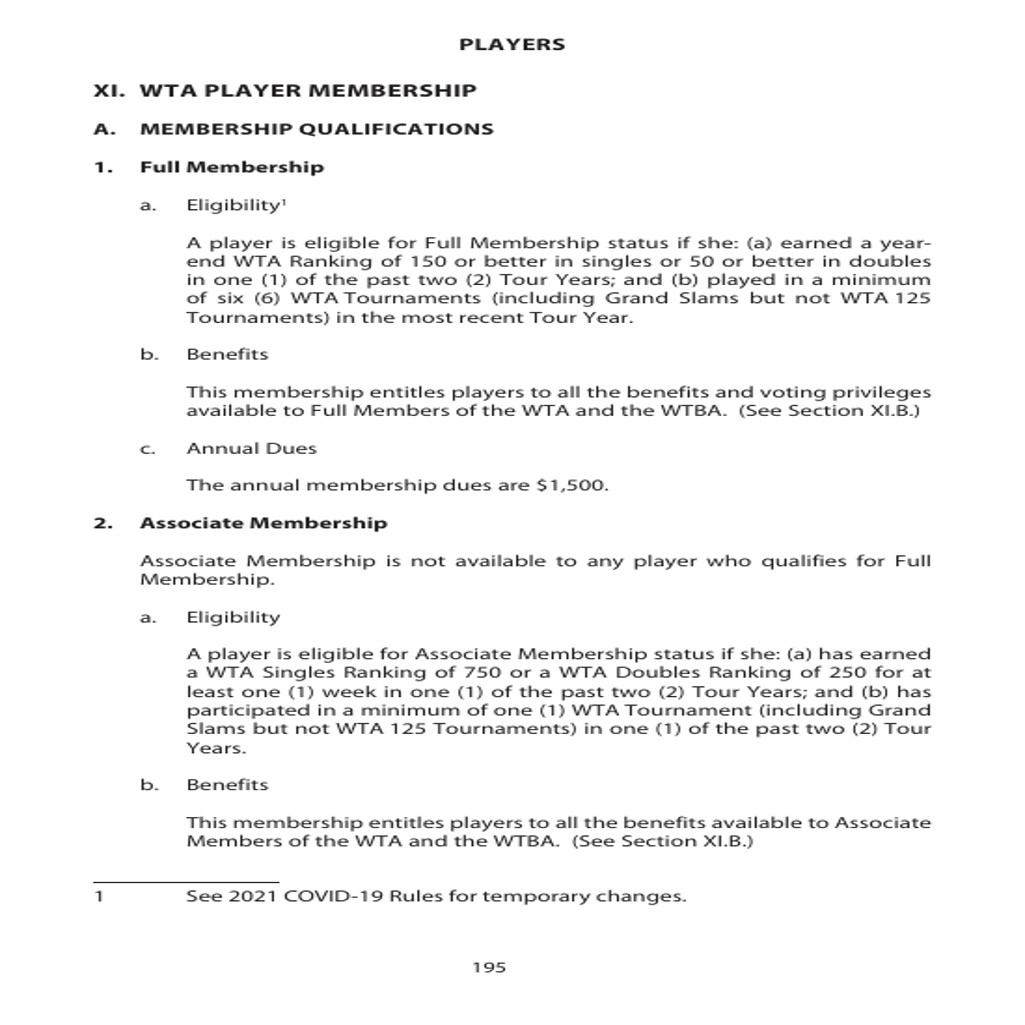 PLAYERS
XI. WTA PLAYER MEMBERSHIP
A. MEMBERSHIP QUALIFICATIONS
1. Full Membership
a. Eligibility¹
A player is eligible for Full Membership status if she: (a) earned a year-
end WTA Ranking of 150 or better in singles or 50 or better in doubles
in one (1) of the past two (2) Tour Years; and (b) played in a minimum
of six (6) WTA Tournaments (including Grand Slams but not WTA 125
Tournaments) in the most recent Tour Year.
b. Benefits
This membership entitles players to all the benefits and voting privileges
available to Full Members of the WTA and the WTBA. (See Section XI.B.)
c. Annual Dues
The annual membership dues are $1,500.
2. Associate Membership
Associate Membership is not available to any player who qualifies for Full
Membership.
a. Eligibility
A player is eligible for Associate Membership status if she: (a) has earned
a WTA Singles Ranking of 750 or a WTA Doubles Ranking of 250 for at
least one (1) week in one (1) of the past two (2) Tour Years; and (b) has
participated in a minimum of one (1) WTA Tournament (including Grand
Slams but not WTA 125 Tournaments) in one (1) of the past two (2) Tour
Years.
b. Benefits
This membership entitles players to all the benefits available to Associate
Members of the WTA and the WTBA. (See Section XI.B.)
1 See 2021 COVID-19 Rules for temporary changes.
195